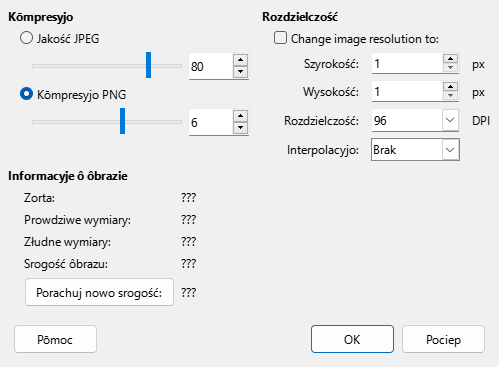 Kōmpresyjo
Jakość JPEG
80
Kōmpresyjo PNG
6
Rozdzielczość
Change image resolution to:
Szyrokość: 1 px
Wysokość: 1 px
Rozdzielczość: 96 DPI
Interpolacyjo: Brak
Informacyje ô ôbrazie
Zorta: ???
Prowdziwe wymiary: ???
Złudne wymiary: ???
Srogość ôbrazu: ???
Porachuj nowo srogość: ???
Pōmoc
OK
Pociep